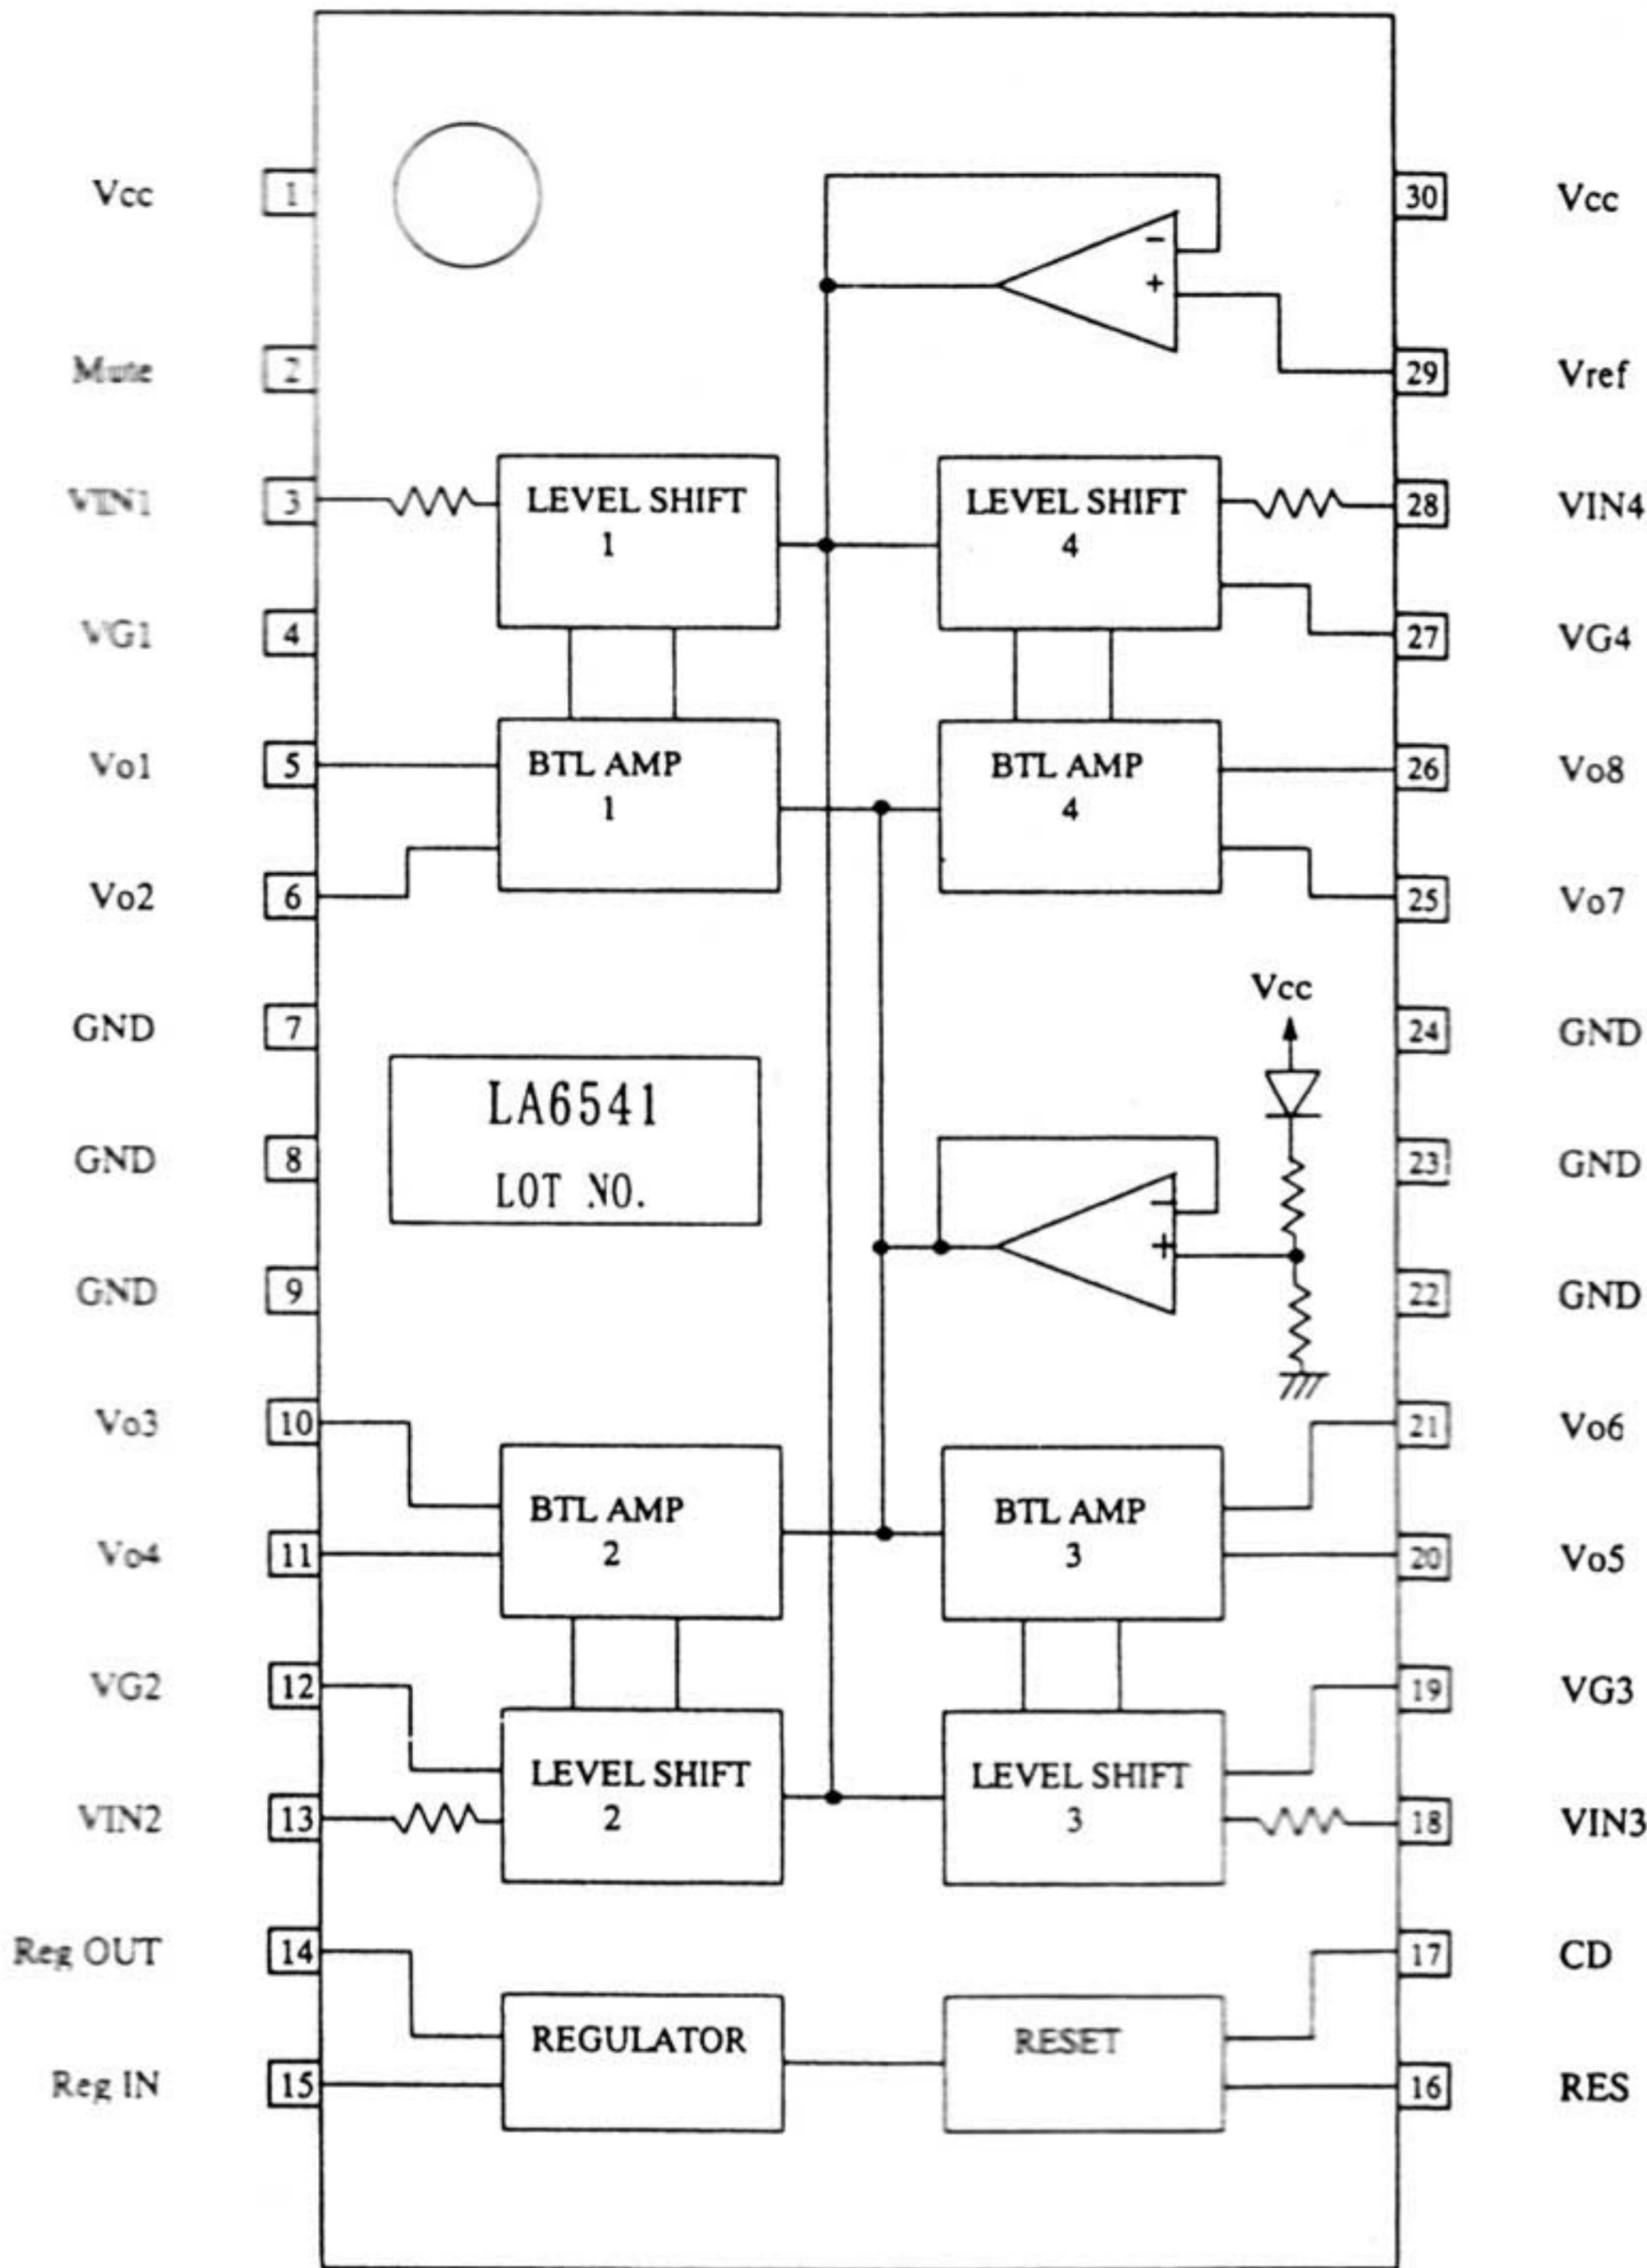 Vcc 1
30 Vcc
Mute 2
29 Vref
VIN1 3
28 VIN4
VG1 4
27 VG4
Vo1 5
26 Vo8
Vo2 6
25 Vo7
GND 7
24 GND
GND 8
23 GND
GND 9
22 GND
Vo3 10
21 Vo6
Vo4 11
20 Vo5
VG2 12
19 VG3
VIN2 13
18 VIN3
Reg OUT 14
17 CD
Reg IN 15
16 RES
-
+
LEVEL SHIFT
1
LEVEL SHIFT
4
BTL AMP
1
BTL AMP
4
Vcc
LA6541
LOT NO.
-
+
BTL AMP
2
BTL AMP
3
LEVEL SHIFT
2
LEVEL SHIFT
3
REGULATOR
RESET